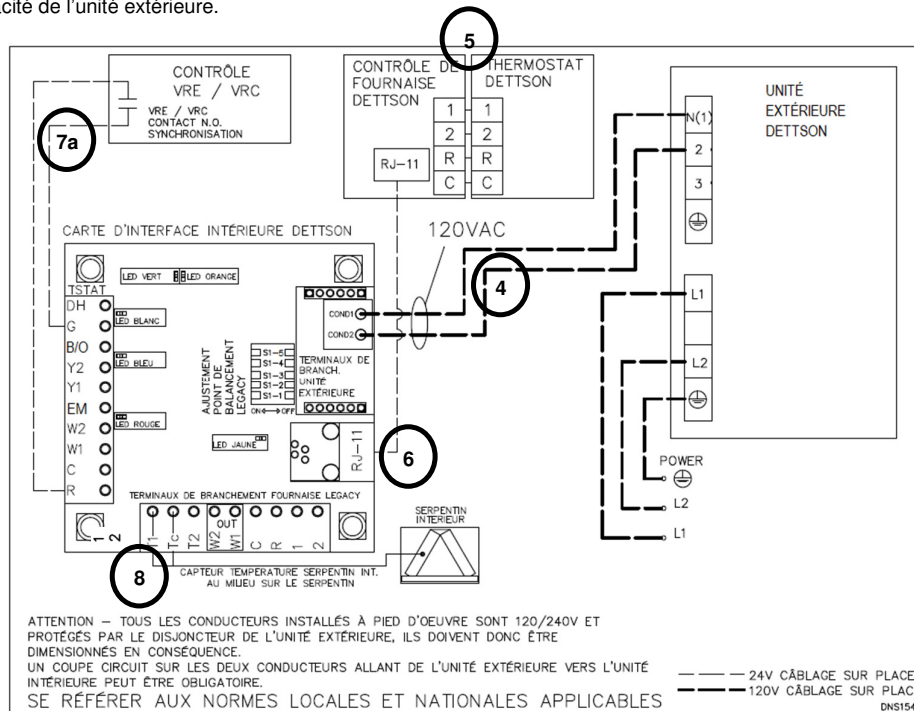 acité de l'unité extérieure.
5
CONTRÔLE
VRE / VRC
VRE / VRC
CONTACT N.O.
SYNCHRONISATION
7a
CONTRÔLE DE
FOURNAISE
DETTSON
THERMOSTAT
DETTSON
1 1
2 2
R R
C C
RJ-11
UNITÉ
EXTÉRIEURE
DETTSON
N(1)
2
3
L1
L2
POWER
L2
L1
120VAC
4
CARTE D'INTERFACE INTÉRIEURE DETTSON
LED VERT
LED ORANGE
TSTAT
DH
G
B/O
Y2
Y1
EM
W2
W1
C
R
LED BLANC
LED BLEU
LED ROUGE
LED JAUNE
AJUSTEMENT
POINT DE
BALANCEMENT
LEGACY
S1-5
S1-4
S1-3
S1-2
S1-1
ON OFF
COND1
COND2
TERMINAUX DE
BRANCH.
UNITÉ
EXTÉRIEURE
RJ-11
6
TERMINAUX DE BRANCHEMENT FOURNAISE LEGACY
1 2
T1 Tc T2 W2 W1 C R 1 2
OUT
8
SERPENTIN
INTERIEUR
CAPTEUR TEMPÉRATURE SERPENTIN INT.
AU MILIEU SUR LE SERPENTIN
ATTENTION – TOUS LES CONDUCTEURS INSTALLÉS À PIED D'OEUVRE SONT 120/240V ET
PROTÉGÉS PAR LE DISJONCTEUR DE L'UNITÉ EXTÉRIEURE, ILS DOIVENT DONC ÊTRE
DIMENSIONNÉS EN CONSÉQUENCE.
UN COUPE CIRCUIT SUR LES DEUX CONDUCTEURS ALLANT DE L'UNITÉ EXTÉRIEURE VERS L'UNITÉ
INTÉRIEURE PEUT ÊTRE OBLIGATOIRE.
SE RÉFÉRER AUX NORMES LOCALES ET NATIONALES APPLICABLES
24V CÂBLAGE SUR PLACE
120V CÂBLAGE SUR PLAC
DNS154